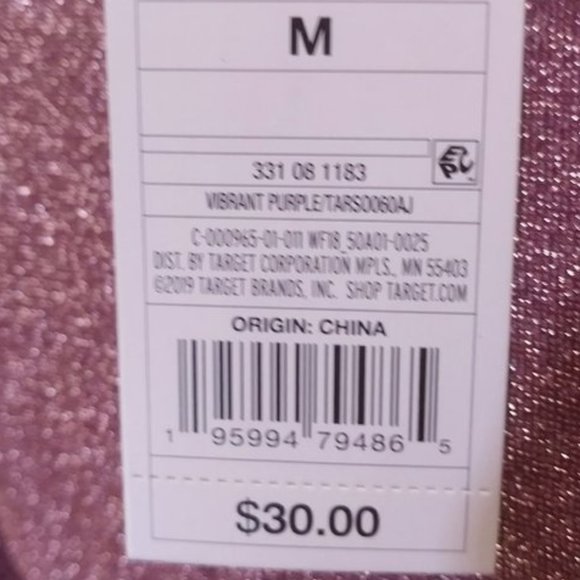 M
331 08 1183
VIBRANT PURPLE/TARS0060AJ
C-000965-01-011 WF18_50A01-0025
DIST. BY TARGET CORPORATION MPLS., MN 55403
©2019 TARGET BRANDS, INC. SHOP TARGET.COM
ORIGIN: CHINA
1 95994 79486 5
$30.00